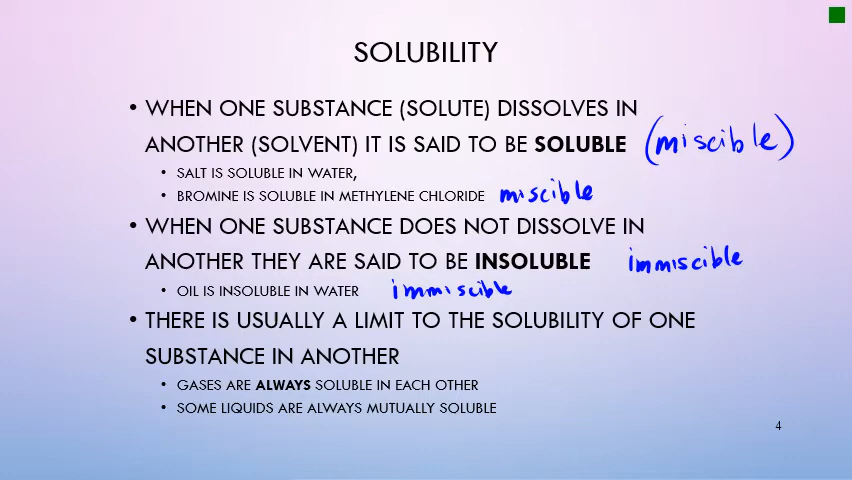 SOLUBILITY
• WHEN ONE SUBSTANCE (SOLUTE) DISSOLVES IN
ANOTHER (SOLVENT) IT IS SAID TO BE SOLUBLE (miscible)
• SALT IS SOLUBLE IN WATER,
• BROMINE IS SOLUBLE IN METHYLENE CHLORIDE miscible
• WHEN ONE SUBSTANCE DOES NOT DISSOLVE IN
ANOTHER THEY ARE SAID TO BE INSOLUBLE immiscible
• OIL IS INSOLUBLE IN WATER immiscible
• THERE IS USUALLY A LIMIT TO THE SOLUBILITY OF ONE
SUBSTANCE IN ANOTHER
• GASES ARE ALWAYS SOLUBLE IN EACH OTHER
• SOME LIQUIDS ARE ALWAYS MUTUALLY SOLUBLE
4